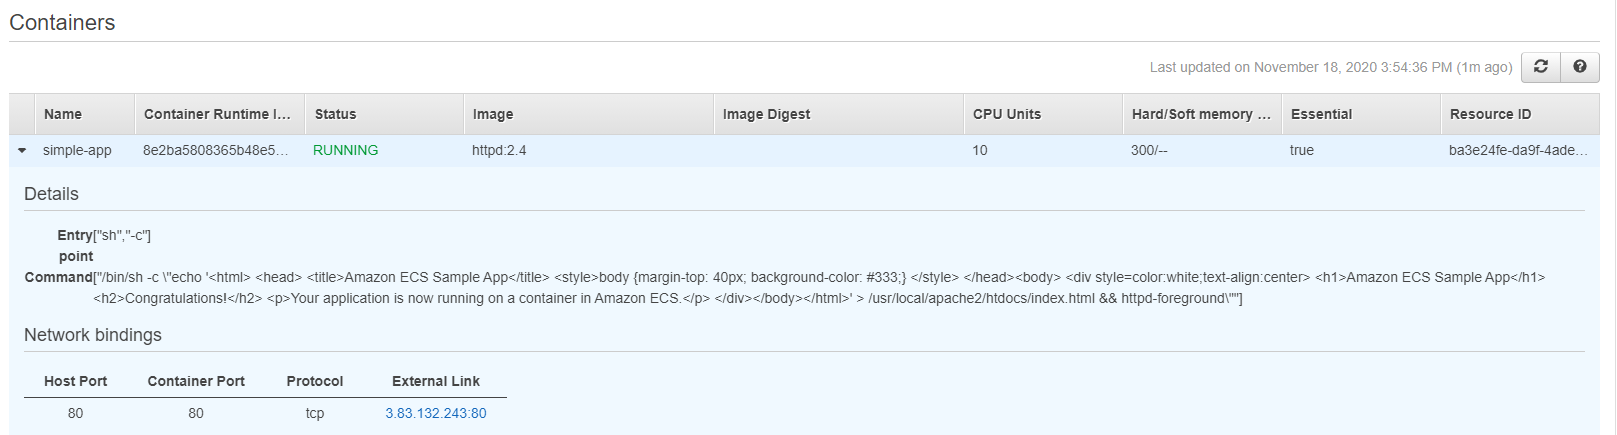 Containers
Last updated on November 18, 2020 3:54:36 PM (1m ago)
Name Container Runtime I... Status Image Image Digest CPU Units Hard/Soft memory ... Essential Resource ID
simple-app 8e2ba5808365b48e5... RUNNING httpd:2.4 10 300/-- true ba3e24fe-da9f-4ade...
Details
Entry ["sh","-c"]
point
Command ["/bin/sh -c \"echo '<html> <head> <title>Amazon ECS Sample App</title> <style>body {margin-top: 40px; background-color: #333;} </style> </head><body> <div style=color:white;text-align:center> <h1>Amazon ECS Sample App</h1>
<h2>Congratulations!</h2> <p>Your application is now running on a container in Amazon ECS.</p> </div></body></html>' > /usr/local/apache2/htdocs/index.html && httpd-foreground\""]
Network bindings
Host Port Container Port Protocol External Link
80 80 tcp 3.83.132.243:80